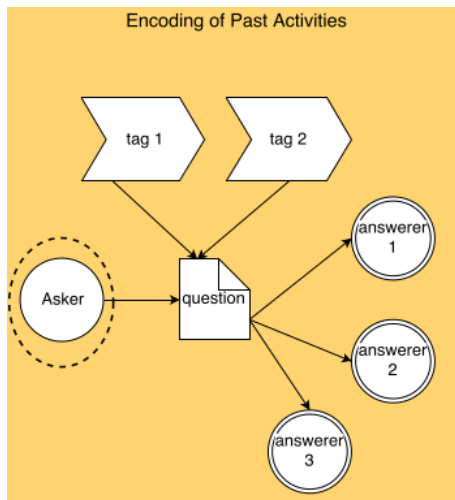 Encoding of Past Activities
tag 1
tag 2
answerer
1
Asker
question
answerer
2
answerer
3